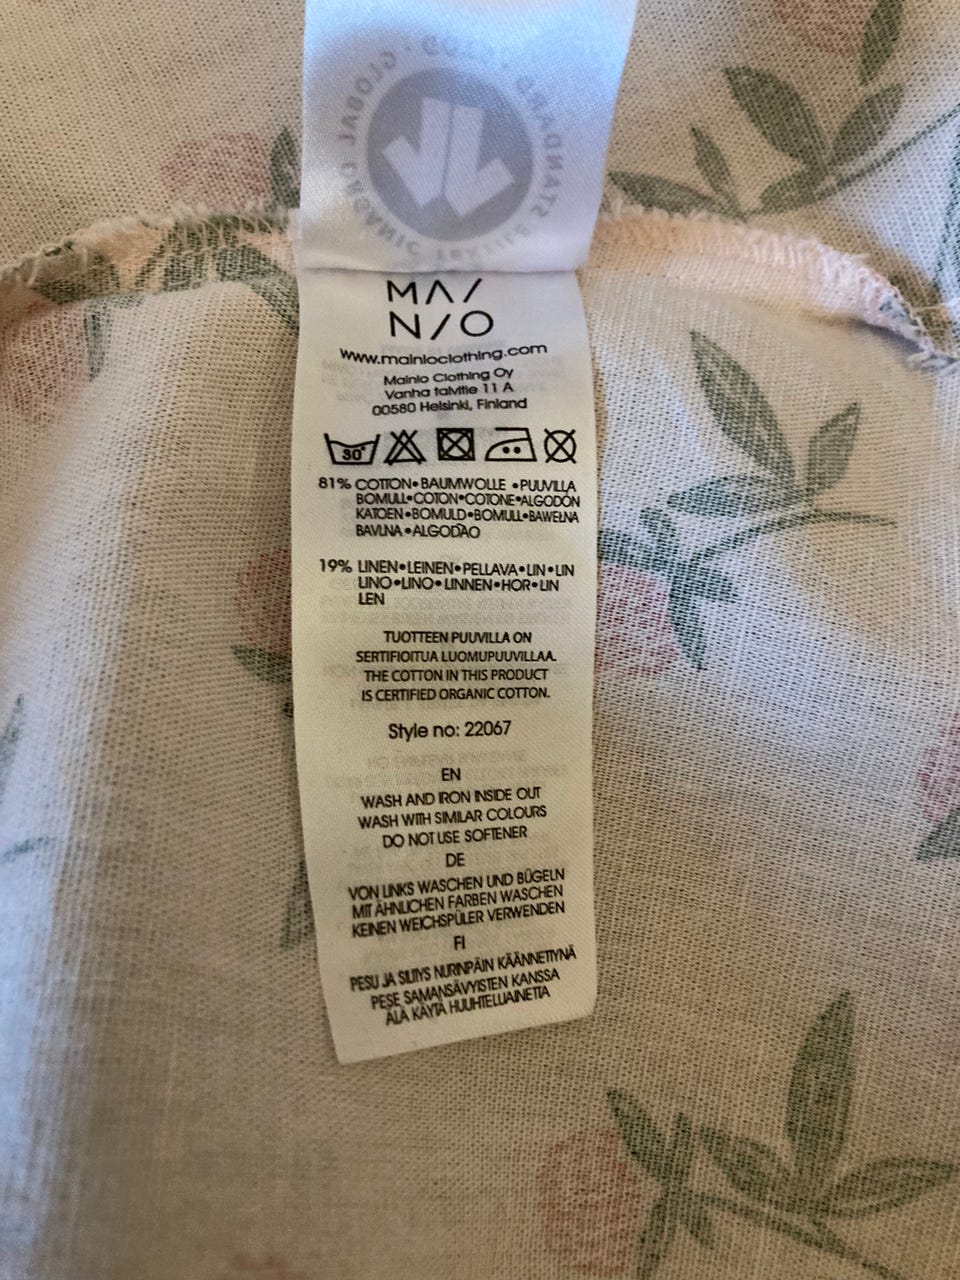 GLOBAL ORGANIC TEXTILE STANDARD
MAI
NIO
www.mainioclothing.com
Mainio Clothing Oy
Vanha talvitie 11 A
00580 Helsinki, Finland
30°
81% COTTON•BAUMWOLLE •PUUVILLA
BOMULL•COTON•COTONE•ALGODÓN
KATOEN•BOMULD•BOMULL•BAWEŁNA
BAVLNA•ALGODÃO
19% LINEN•LEINEN•PELLAVA•LIN•LIN
LINO•LINO•LINNEN•HØR•LIN
LEN
TUOTTEEN PUUVILLA ON
SERTIFIOITUA LUOMUPUUVILLAA.
THE COTTON IN THIS PRODUCT
IS CERTIFIED ORGANIC COTTON.
Style no: 22067
EN
WASH AND IRON INSIDE OUT
WASH WITH SIMILAR COLOURS
DO NOT USE SOFTENER
DE
VON LINKS WASCHEN UND BÜGELN
MIT ÄHNLICHEN FARBEN WASCHEN
KEINEN WEICHSPÜLER VERWENDEN
FI
PESU JA SILITYS NURINPÄIN KÄÄNNETTYNÄ
PESE SAMANSÄVYISTEN KANSSA
ÄLÄ KÄYTÄ HUUHTELUAINETTA